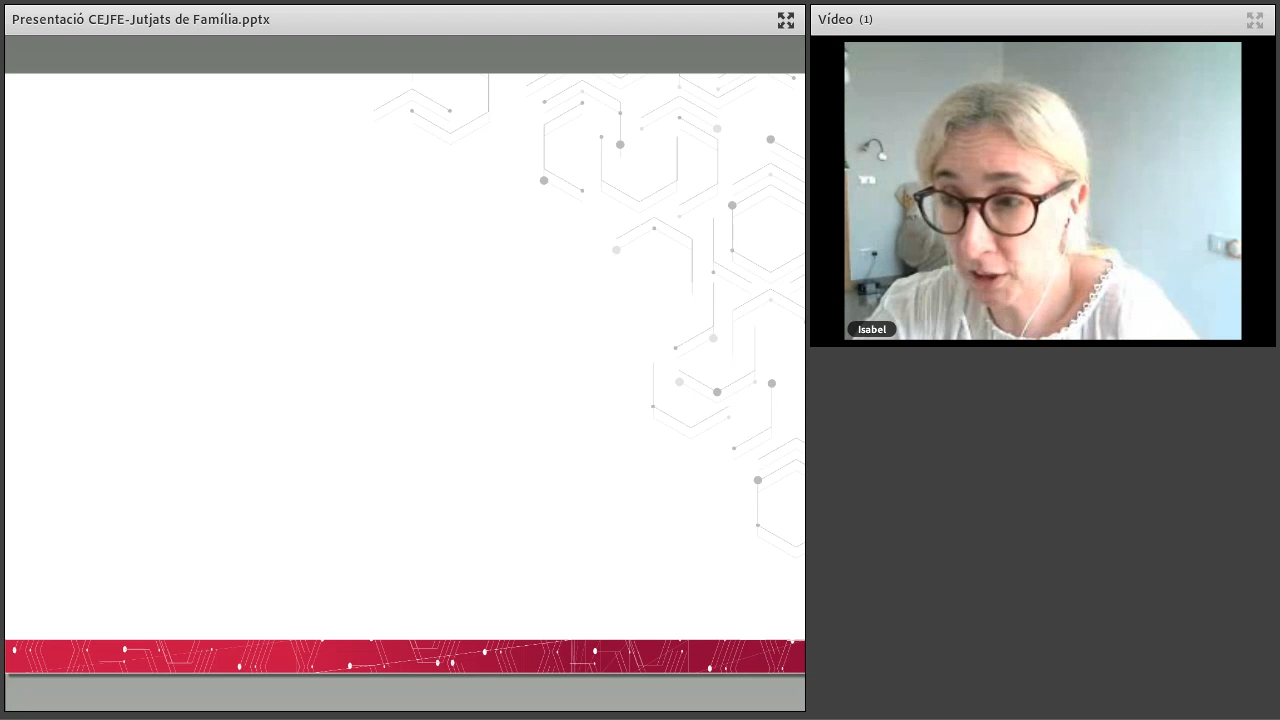 Presentació CEJFE-Jutjats de Família.pptx
Vídeo (1)
Isabel